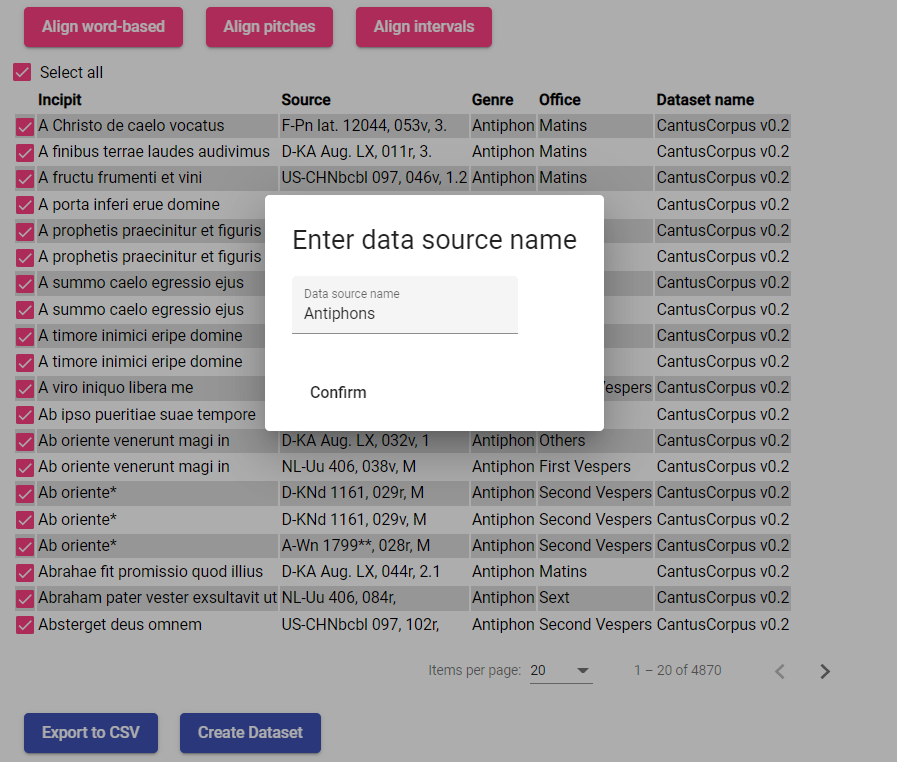 Align word-based Align pitches Align intervals
Select all
Incipit Source Genre Office Dataset name
A Christo de caelo vocatus F-Pn lat. 12044, 053v, 3. Antiphon Matins CantusCorpus v0.2
A finibus terrae laudes audivimus D-KA Aug. LX, 011r, 3. Antiphon Matins CantusCorpus v0.2
A fructu frumenti et vini US-CHNbcbl 097, 046v, 1.2 Antiphon Matins CantusCorpus v0.2
A porta inferi erue domine CantusCorpus v0.2
A prophetis praecinitur et figuris CantusCorpus v0.2
A prophetis praecinitur et figuris CantusCorpus v0.2
A summo caelo egressio ejus CantusCorpus v0.2
A summo caelo egressio ejus CantusCorpus v0.2
A timore inimici eripe domine CantusCorpus v0.2
A timore inimici eripe domine CantusCorpus v0.2
A viro iniquo libera me Vespers CantusCorpus v0.2
Ab ipso pueritiae suae tempore CantusCorpus v0.2
Ab oriente venerunt magi in D-KA Aug. LX, 032v, 1 Antiphon Others CantusCorpus v0.2
Ab oriente venerunt magi in NL-Uu 406, 038v, M Antiphon First Vespers CantusCorpus v0.2
Ab oriente* D-KNd 1161, 029r, M Antiphon Second Vespers CantusCorpus v0.2
Ab oriente* D-KNd 1161, 029v, M Antiphon Second Vespers CantusCorpus v0.2
Ab oriente* A-Wn 1799**, 028r, M Antiphon Second Vespers CantusCorpus v0.2
Abrahae fit promissio quod illius D-KA Aug. LX, 044r, 2.1 Antiphon Matins CantusCorpus v0.2
Abraham pater vester exsultavit ut NL-Uu 406, 084r, Antiphon Sext CantusCorpus v0.2
Absterget deus omnem US-CHNbcbl 097, 102r, Antiphon Second Vespers CantusCorpus v0.2
Enter data source name
Data source name
Antiphons
Confirm
Items per page: 20 1 – 20 of 4870
Export to CSV Create Dataset